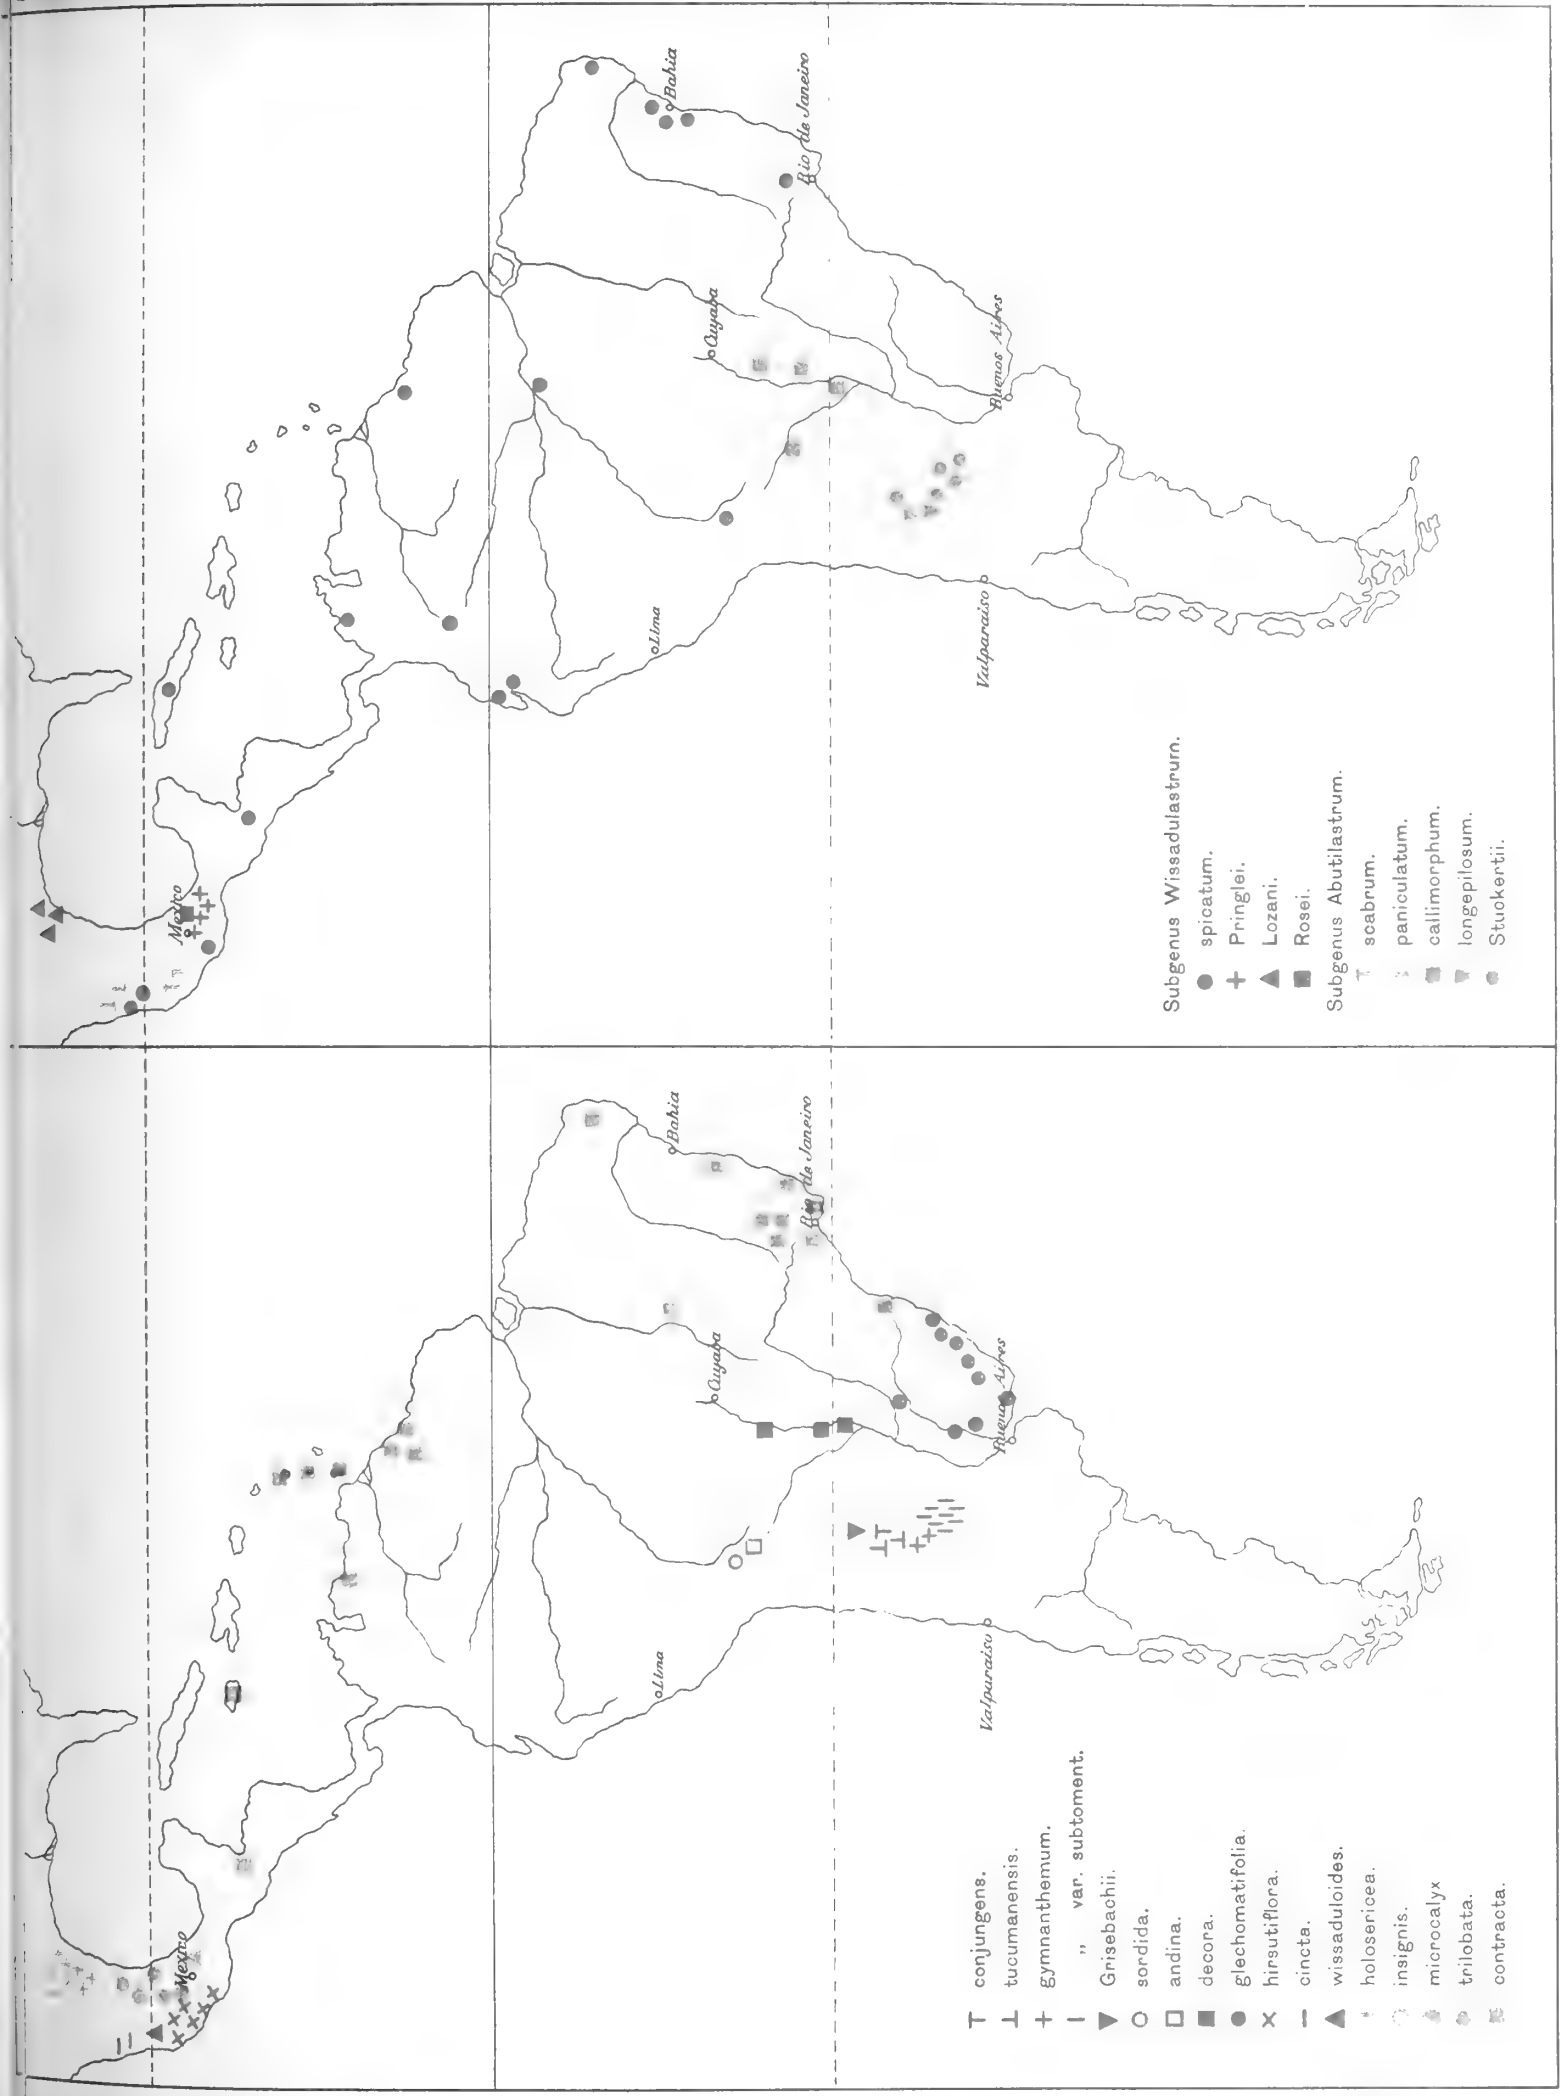 Mexico
Bahia
Rio de Janeiro
Cuyaba
Lima
Buenos Aires
Valparaiso
conjungens.
tucumanensis.
gymnanthemum.
„ var. subtoment.
Grisebachii.
sordida.
andina.
decora.
glechomatifolia.
hirsutiflora.
cincta.
wissaduloides.
holosericea.
insignis.
microcalyx
trilobata.
contracta.
Mexico
Bahia
Rio de Janeiro
Cuyaba
Lima
Buenos Aires
Valparaiso
Subgenus Wissadulastrum.
spicatum.
Pringlei.
Lozani.
Rosei.
Subgenus Abutilastrum.
scabrum.
paniculatum.
callimorphum.
longepilosum.
Stuckertii.